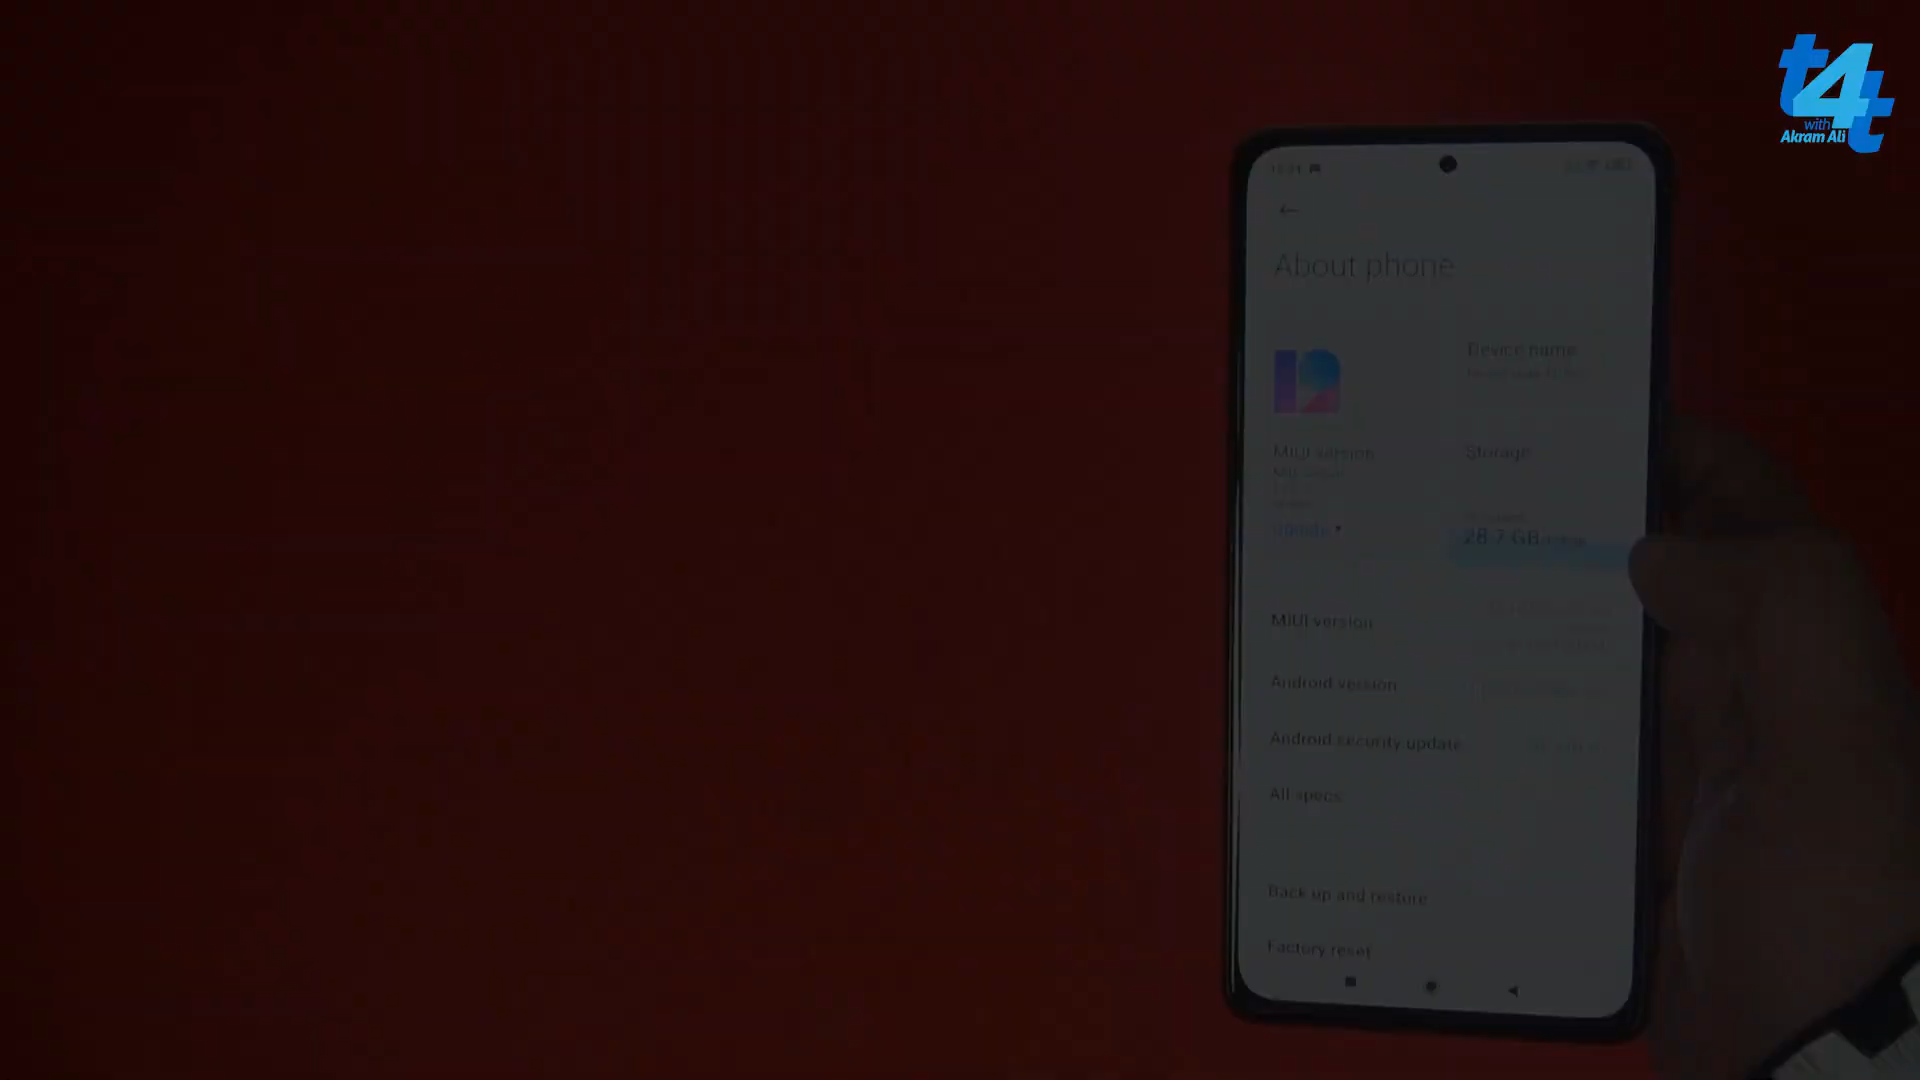 t4t
with
Akram Ali
About phone
Device name
MIUI version
Storage
Update
28.7 GB
MIUI version
Android version
Android security update
All specs
Back up and restore
Factory reset